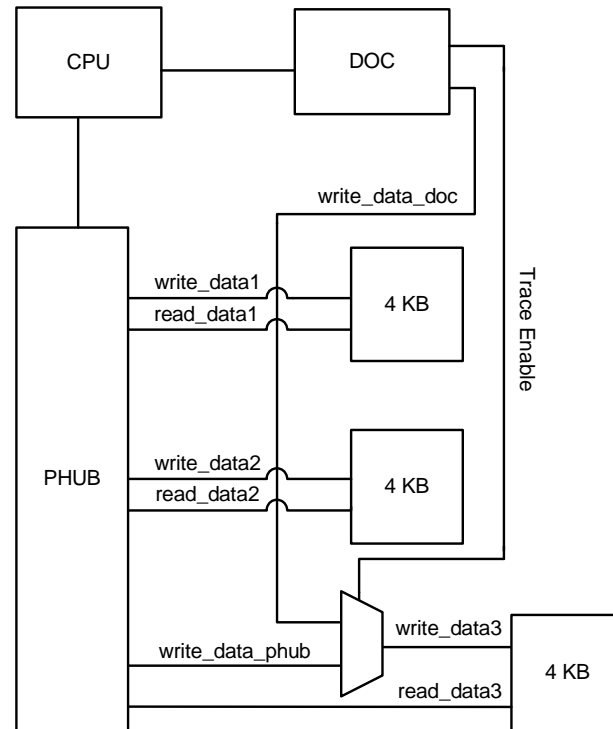 CPU
DOC
write_data_doc
write_data1
read_data1
4 KB
Trace Enable
write_data2
read_data2
4 KB
PHUB
write_data_phub
write_data3
read_data3
4 KB